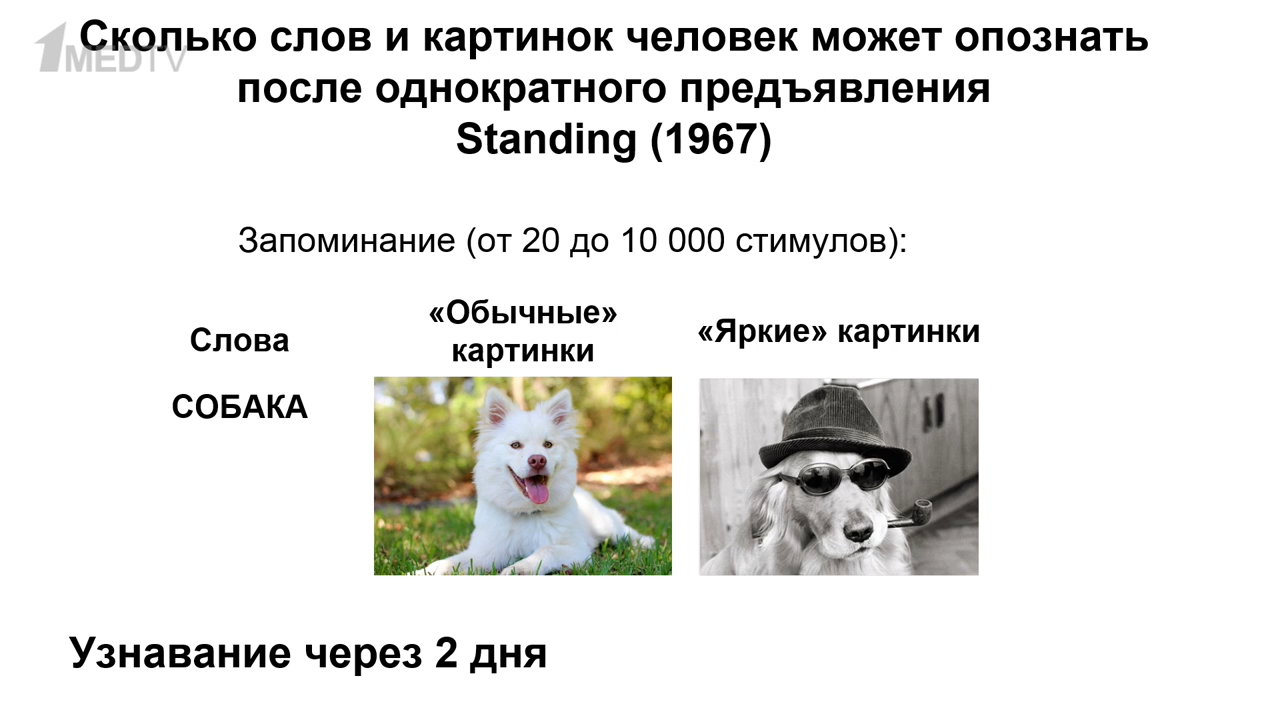 Сколько слов и картинок человек может опознать
после однократного предъявления
Standing (1967)
1MEDTV
Запоминание (от 20 до 10 000 стимулов):
Слова
«Обычные»
картинки
«Яркие» картинки
СОБАКА
Узнавание через 2 дня